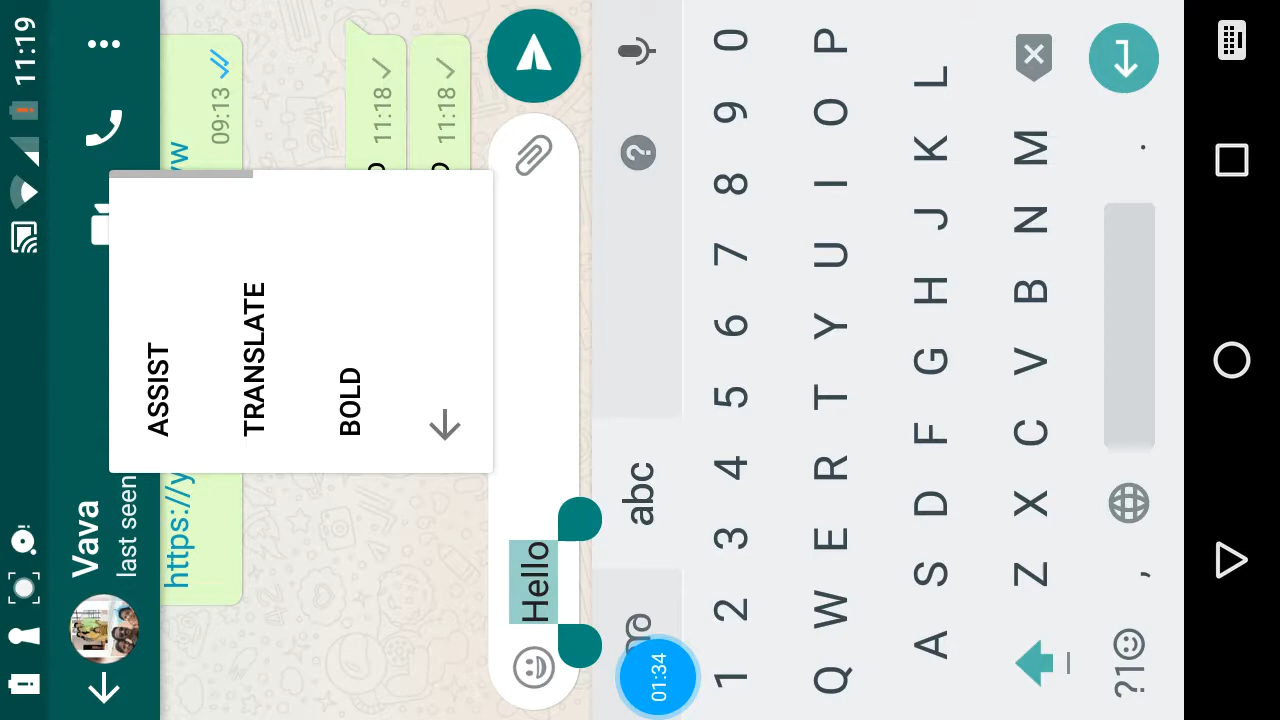 11:19
Vava
last seen
https://y yw
09:13
ASSIST
TRANSLATE
BOLD
11:18
11:18
Hello
abc
01:34
1 2 3 4 5 6 7 8 9 0
Q W E R T Y U I O P
A S D F G H J K L
Z X C V B N M
?1☺ , .